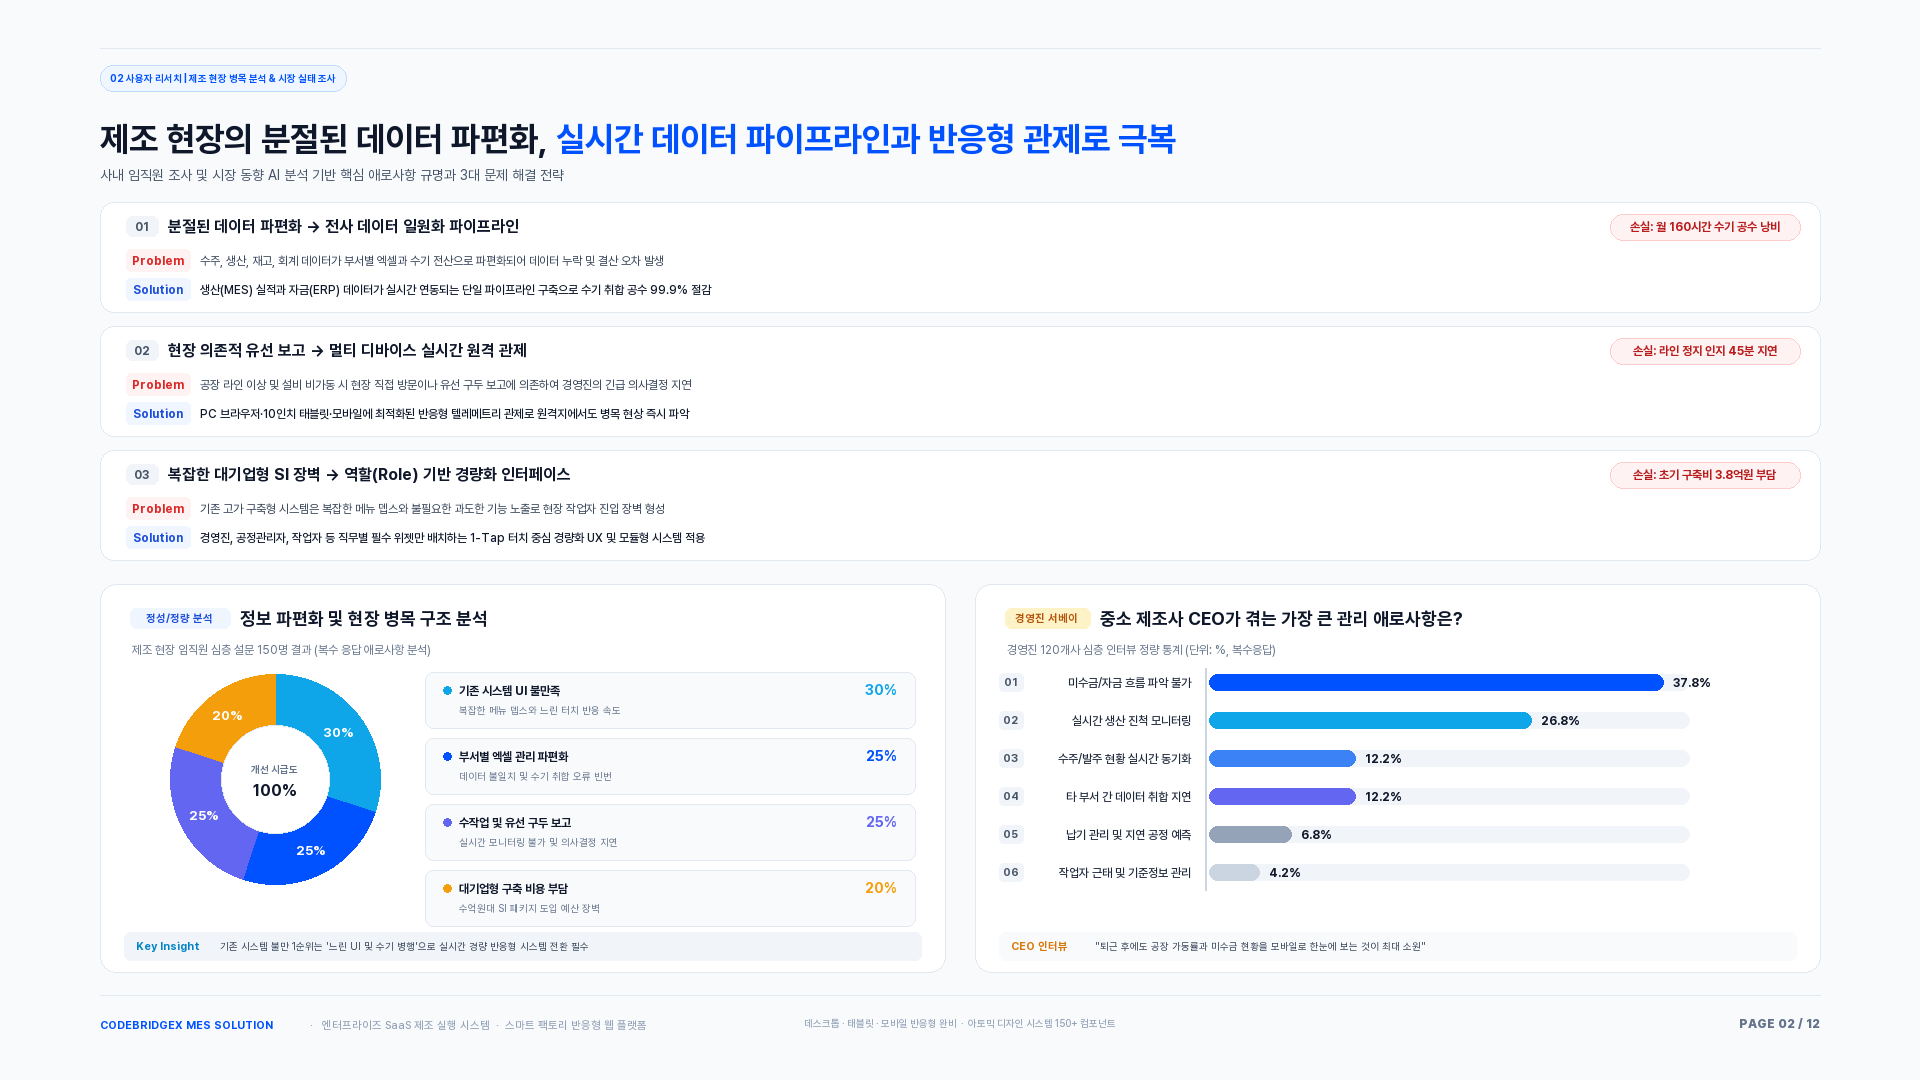 02 사용자 리서치 | 제조 현장 병목 분석 & 시장 실태 조사
제조 현장의 분절된 데이터 파편화, 실시간 데이터 파이프라인과 반응형 관제로 극복
사내 임직원 조사 및 시장 동향 AI 분석 기반 핵심 애로사항 규명과 3대 문제 해결 전략
01 분절된 데이터 파편화 → 전사 데이터 일원화 파이프라인
손실: 월 160시간 수기 공수 낭비
Problem 수주, 생산, 재고, 회계 데이터가 부서별 엑셀과 수기 전산으로 파편화되어 데이터 누락 및 결산 오차 발생
Solution 생산(MES) 실적과 자금(ERP) 데이터가 실시간 연동되는 단일 파이프라인 구축으로 수기 취합 공수 99.9% 절감
02 현장 의존적 유선 보고 → 멀티 디바이스 실시간 원격 관제
손실: 라인 정지 인지 45분 지연
Problem 공장 라인 이상 및 설비 비가동 시 현장 직접 방문이나 유선 구두 보고에 의존하여 경영진의 긴급 의사결정 지연
Solution PC 브라우저·10인치 태블릿·모바일에 최적화된 반응형 텔레메트리 관제로 원격지에서도 병목 현상 즉시 파악
03 복잡한 대기업형 SI 장벽 → 역할(Role) 기반 경량화 인터페이스
손실: 초기 구축비 3.8억원 부담
Problem 기존 고가 구축형 시스템은 복잡한 메뉴 뎁스와 불필요한 과도한 기능 노출로 현장 작업자 진입 장벽 형성
Solution 경영진, 공정관리자, 작업자 등 직무별 필수 위젯만 배치하는 1-Tap 터치 중심 경량화 UX 및 모듈형 시스템 적용
정성/정량 분석 정보 파편화 및 현장 병목 구조 분석
제조 현장 임직원 심층 설문 150명 결과 (복수 응답 애로사항 분석)
20%
30%
25%
25%
개선 시급도
100%
기존 시스템 UI 불만족 30%
복잡한 메뉴 뎁스와 느린 터치 반응 속도
부서별 엑셀 관리 파편화 25%
데이터 불일치 및 수기 취합 오류 빈번
수작업 및 유선 구두 보고 25%
실시간 모니터링 불가 및 의사결정 지연
대기업형 구축 비용 부담 20%
수억원대 SI 패키지 도입 예산 장벽
Key Insight 기존 시스템 불만 1순위는 '느린 UI 및 수기 병행'으로 실시간 경량 반응형 시스템 전환 필수
경영진 서베이 중소 제조사 CEO가 겪는 가장 큰 관리 애로사항은?
경영진 120개사 심층 인터뷰 정량 통계 (단위: %, 복수응답)
01 미수금/자금 흐름 파악 불가 37.8%
02 실시간 생산 진척 모니터링 26.8%
03 수주/발주 현황 실시간 동기화 12.2%
04 타 부서 간 데이터 취합 지연 12.2%
05 납기 관리 및 지연 공정 예측 6.8%
06 작업자 근태 및 기준정보 관리 4.2%
CEO 인터뷰 "퇴근 후에도 공장 가동률과 미수금 현황을 모바일로 한눈에 보는 것이 최대 소원"
CODEBRIDGEX MES SOLUTION · 엔터프라이즈 SaaS 제조 실행 시스템 · 스마트 팩토리 반응형 웹 플랫폼
데스크톱 · 태블릿 · 모바일 반응형 완비 · 아토믹 디자인 시스템 150+ 컴포넌트
PAGE 02 / 12